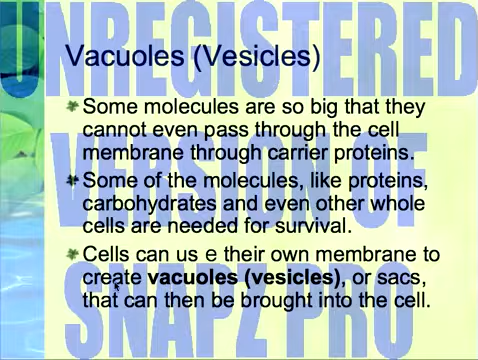 UNREGISTERED
Vacuoles (Vesicles)
Some molecules are so big that they
cannot even pass through the cell
membrane through carrier proteins.
VERSION OF
Some of the molecules, like proteins,
carbohydrates and even other whole
cells are needed for survival.
Cells can us e their own membrane to
create vacuoles (vesicles), or sacs,
that can then be brought into the cell.
SNAPZ PRO